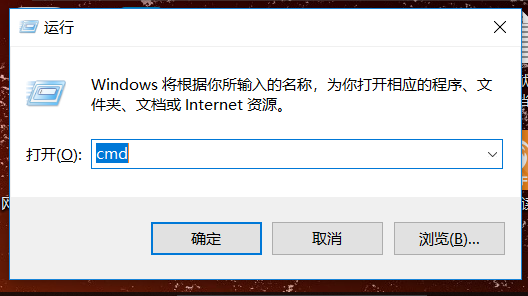 运行
Windows 将根据你所输入的名称，为你打开相应的程序、文
件夹、文档或 Internet 资源。
打开(O):
cmd
确定
取消
浏览(B)...
网